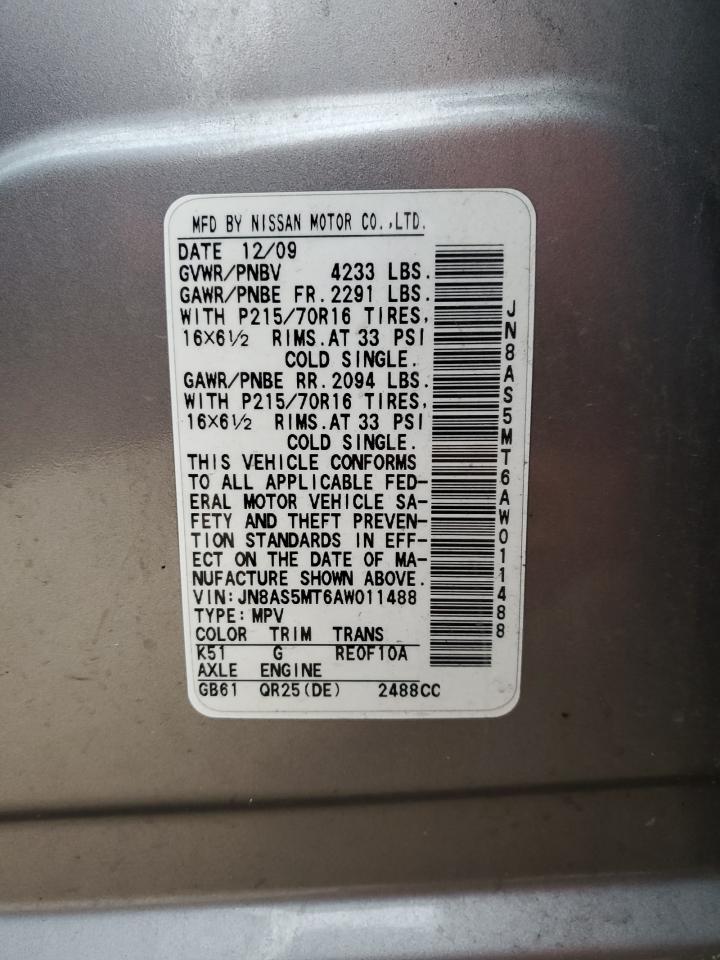 MFD BY NISSAN MOTOR CO.,LTD.
DATE 12/09
GVWR/PNBV 4233 LBS.
GAWR/PNBE FR.2291 LBS.
WITH P215/70R16 TIRES,
16×6½ RIMS.AT 33 PSI
COLD SINGLE.
GAWR/PNBE RR.2094 LBS.
WITH P215/70R16 TIRES,
16×6½ RIMS.AT 33 PSI
COLD SINGLE.
THIS VEHICLE CONFORMS
TO ALL APPLICABLE FED-
ERAL MOTOR VEHICLE SA-
FETY AND THEFT PREVEN-
TION STANDARDS IN EFF-
ECT ON THE DATE OF MA-
NUFACTURE SHOWN ABOVE.
VIN:JN8AS5MT6AW011488
TYPE:MPV
COLOR TRIM TRANS
K51 G RE0F10A
AXLE ENGINE
GB61 QR25(DE) 2488CC
JN8AS5MT6AW011488